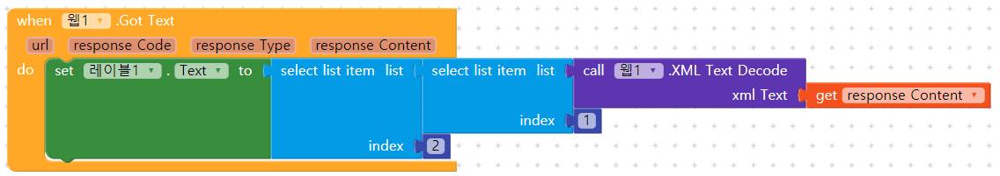 when 웹1 .Got Text
url response Code response Type response Content
do set 레이블1 . Text to select list item list select list item list call 웹1 .XML Text Decode
xml Text get response Content
index 1
index 2